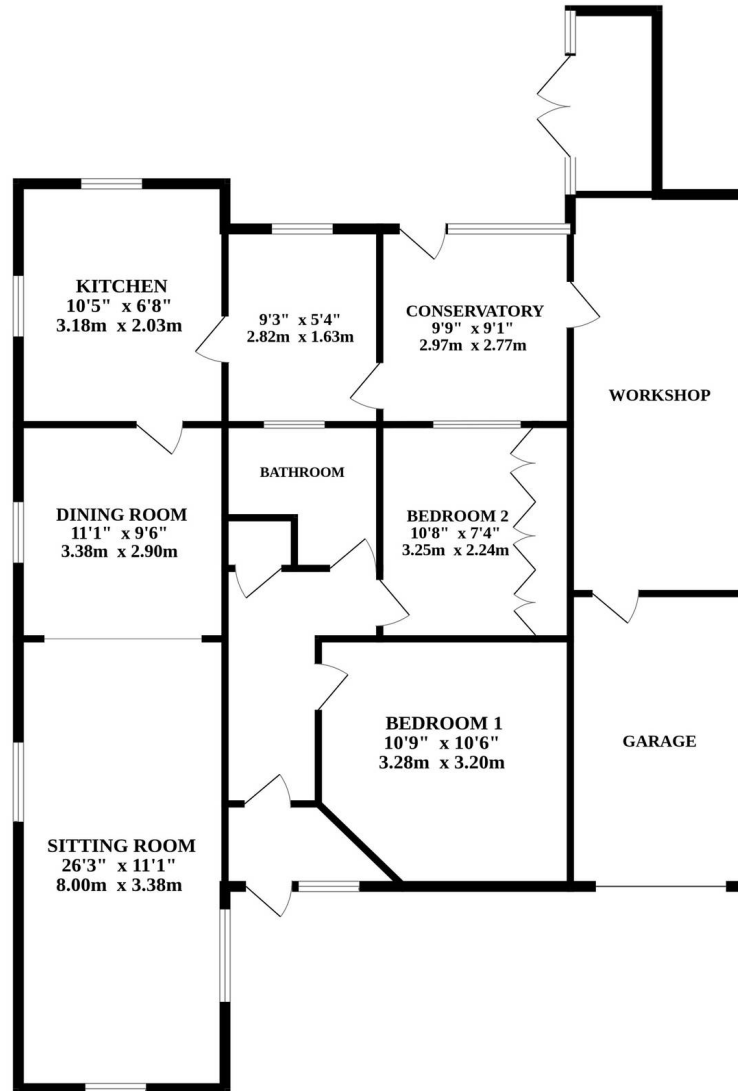 KITCHEN
10'5" x 6'8"
3.18m x 2.03m
9'3" x 5'4"
2.82m x 1.63m
CONSERVATORY
9'9" x 9'1"
2.97m x 2.77m
WORKSHOP
BATHROOM
DINING ROOM
11'1" x 9'6"
3.38m x 2.90m
BEDROOM 2
10'8" x 7'4"
3.25m x 2.24m
BEDROOM 1
10'9" x 10'6"
3.28m x 3.20m
GARAGE
SITTING ROOM
26'3" x 11'1"
8.00m x 3.38m